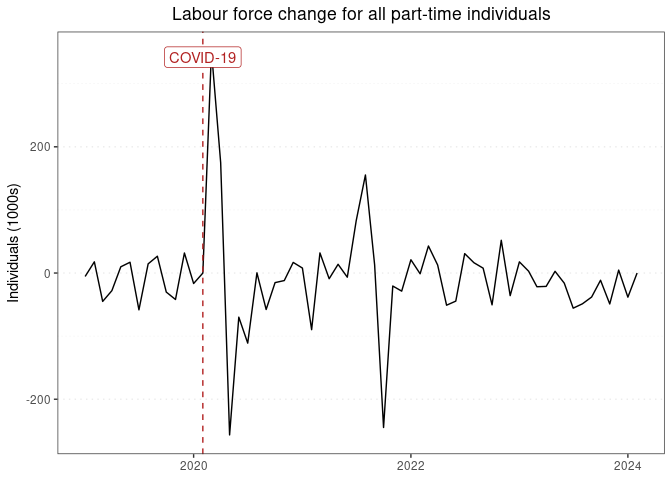 Labour force change for all part-time individuals
COVID-19
Individuals (1000s)
200
0
-200
2020
2022
2024